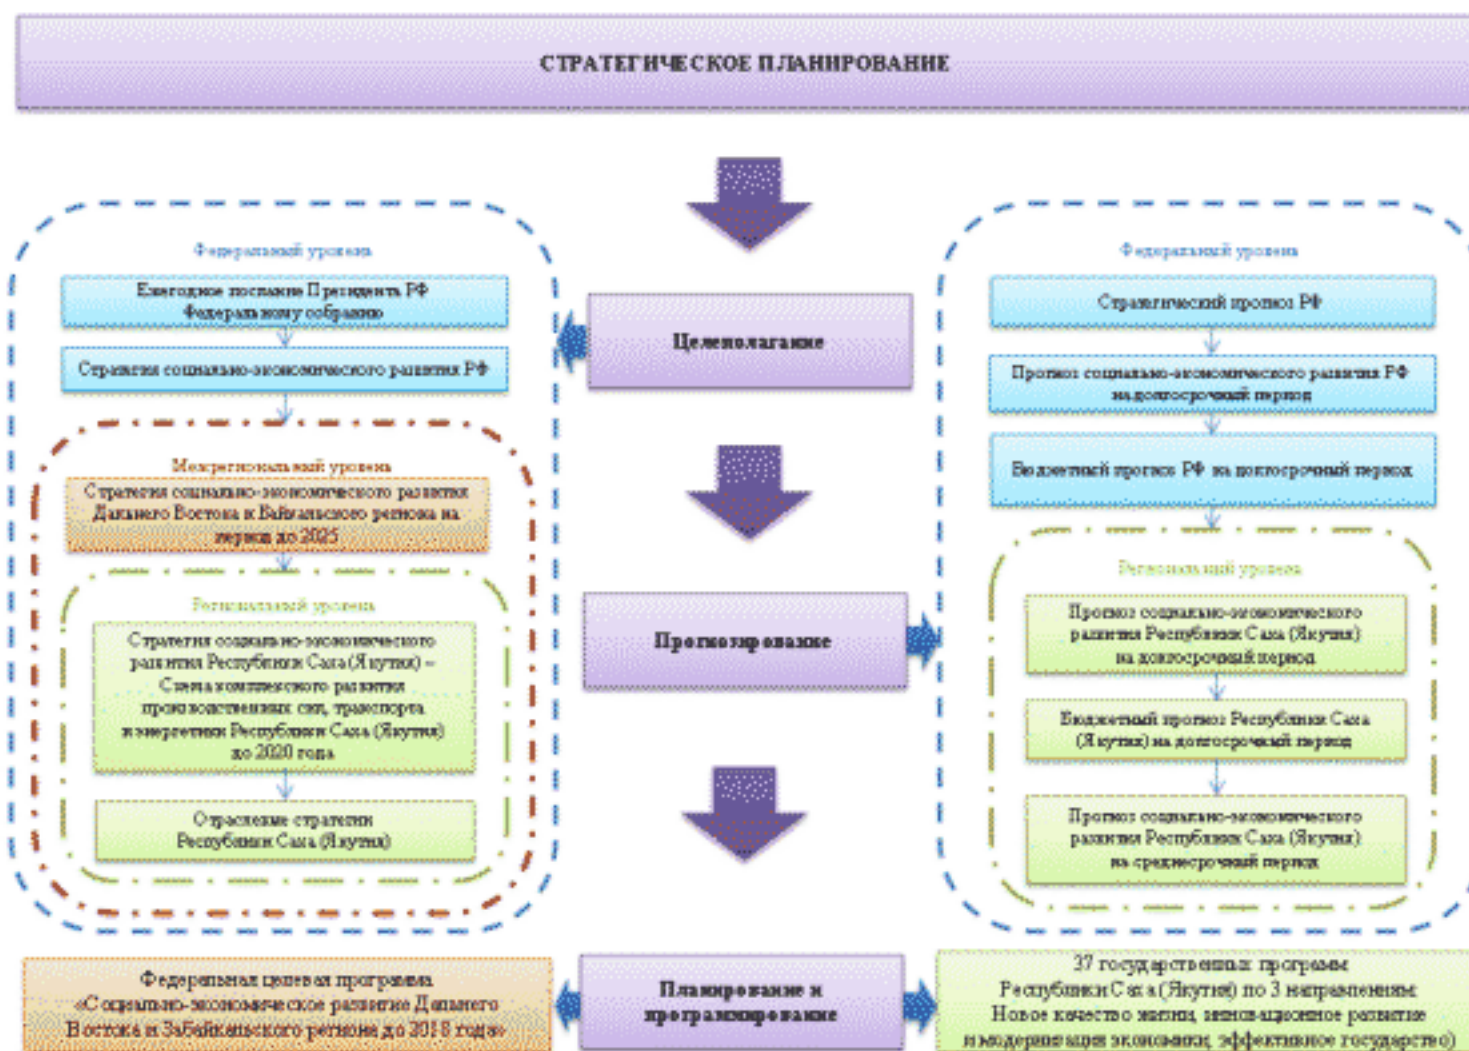 СТРАТЕГИЧЕСКОЕ ПЛАНИРОВАНИЕ
Федеральный уровень
Ежегодное послание Президента РФ
Федеральному собранию
Стратегия социально-экономического развития РФ
Межрегиональный уровень
Стратегия социально-экономического развития
Дальнего Востока и Байкальского региона на
период до 2025
Региональный уровень
Стратегия социально-экономического
развития Республики Саха (Якутия) –
Схема комплексного развития
производственных сил, транспорта
и энергетики Республики Саха (Якутия)
до 2020 года
Отраслевые стратегии
Республики Саха (Якутия)
Целеполагание
Прогнозирование
Федеральный уровень
Стратегический прогноз РФ
Прогноз социально-экономического развития РФ
на долгосрочный период
Бюджетный прогноз РФ на долгосрочный период
Региональный уровень
Прогноз социально-экономического
развития Республики Саха (Якутия)
на долгосрочный период
Бюджетный прогноз Республики Саха
(Якутия) на долгосрочный период
Прогноз социально-экономического
развития Республики Саха (Якутия)
на среднесрочный период
Федеральная целевая программа
«Социально-экономическое развитие Дальнего
Востока и Забайкальского региона до 2018 года»
Планирование и
программирование
37 государственных программ
Республики Саха (Якутия) по 3 направлениям:
Новое качество жизни, инновационное развитие
и модернизация экономики, эффективное государство)